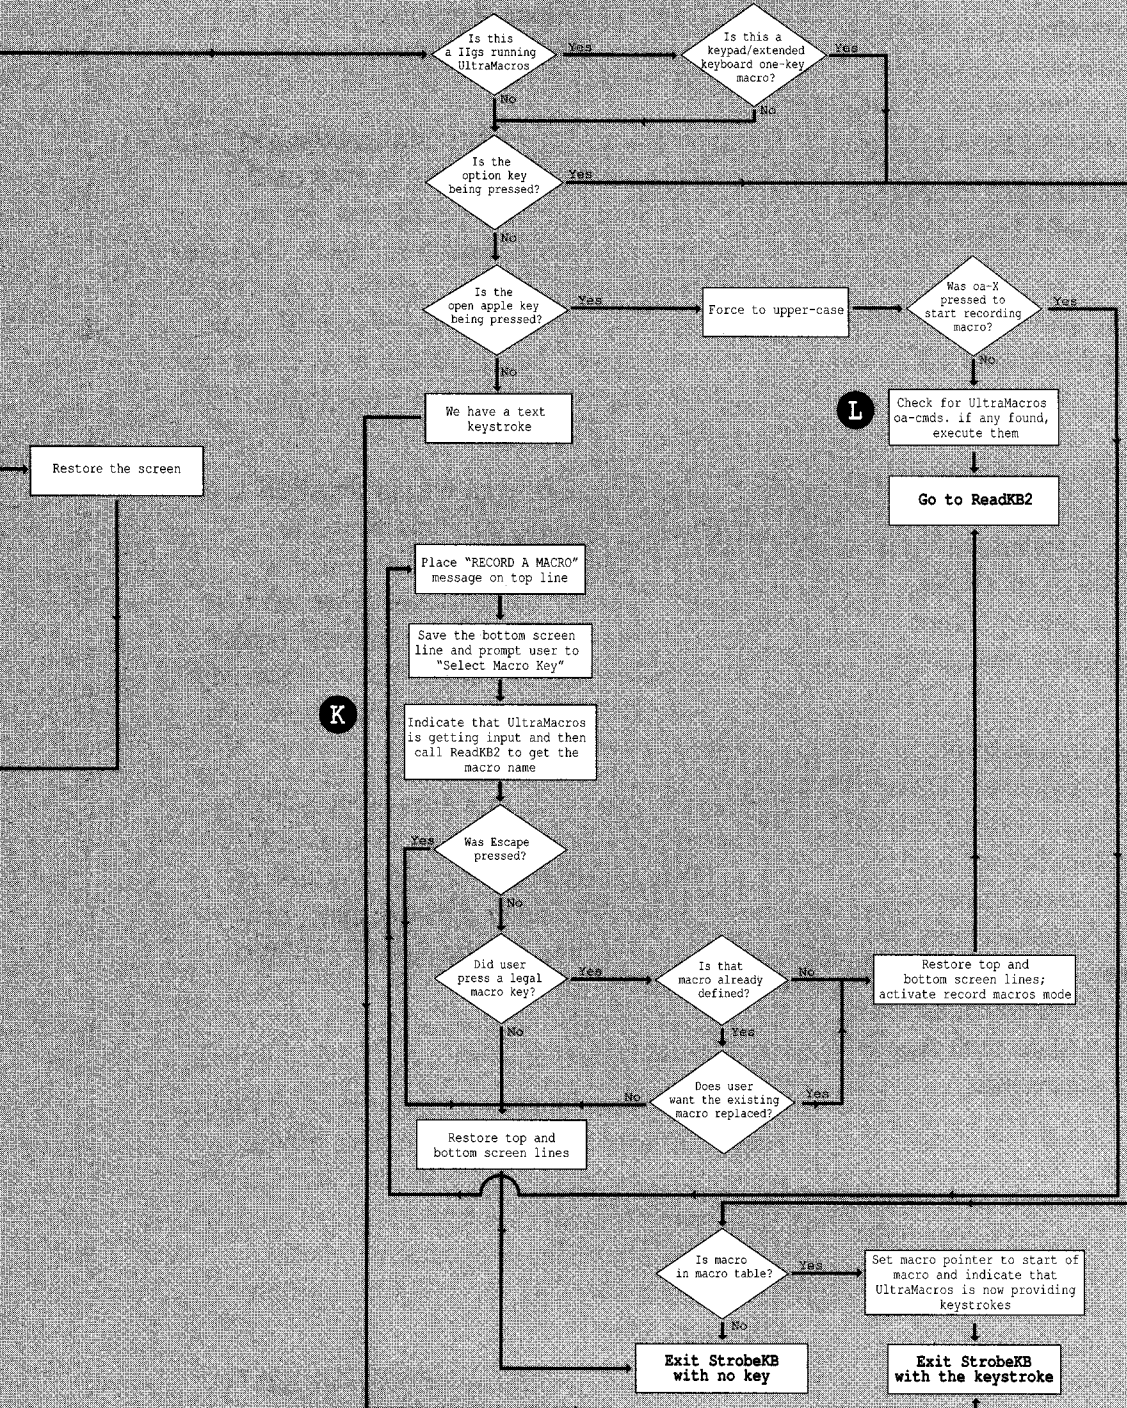 Is this
a IIgs running
UltraMacros
Yes
Is this a
keypad/extended
keyboard one-key
macro?
Yes
No
No
Is the
option key
being pressed?
Yes
No
Is the
open apple key
being pressed?
Yes
Force to upper-case
Was oa-X
pressed to
start recording
macro?
Yes
No
No
We have a text
keystroke
L
Check for UltraMacros
oa-cmds. if any found,
execute them
Restore the screen
Go to ReadKB2
Place “RECORD A MACRO”
message on top line
Save the bottom screen
line and prompt user to
“Select Macro Key”
K
Indicate that UltraMacros
is getting input and then
call ReadKB2 to get the
macro name
Yes
Was Escape
pressed?
No
Did user
press a legal
macro key?
Yes
Is that
macro already
defined?
No
Restore top and
bottom screen lines;
activate record macros mode
No
Yes
Does user
want the existing
macro replaced?
No
Yes
Restore top and
bottom screen lines
Is macro
in macro table?
Yes
Set macro pointer to start of
macro and indicate that
UltraMacros is now providing
keystrokes
No
Exit StrobeKB
with no key
Exit StrobeKB
with the keystroke